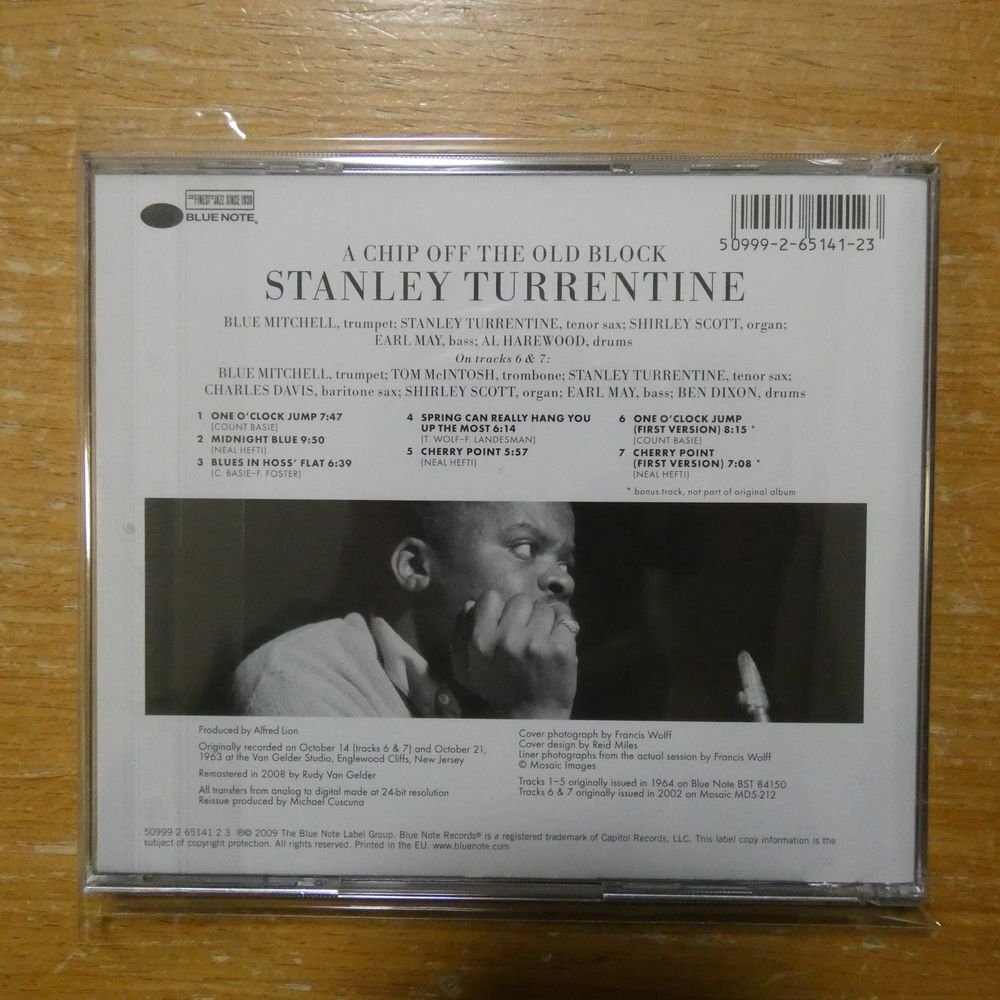 THE FINEST IN JAZZ SINCE 1939
BLUE NOTE®
5 0999-2-65141-23
A CHIP OFF THE OLD BLOCK
STANLEY TURRENTINE
BLUE MITCHELL, trumpet; STANLEY TURRENTINE, tenor sax; SHIRLEY SCOTT, organ;
EARL MAY, bass; AL HAREWOOD, drums
On tracks 6 & 7:
BLUE MITCHELL, trumpet; TOM McINTOSH, trombone; STANLEY TURRENTINE, tenor sax;
CHARLES DAVIS, baritone sax; SHIRLEY SCOTT, organ; EARL MAY, bass; BEN DIXON, drums
1 ONE O'CLOCK JUMP 7:47
(COUNT BASIE)
2 MIDNIGHT BLUE 9:50
(NEAL HEFTI)
3 BLUES IN HOSS' FLAT 6:39
(C. BASIE–F. FOSTER)
4 SPRING CAN REALLY HANG YOU
UP THE MOST 6:14
(T. WOLF–F. LANDESMAN)
5 CHERRY POINT 5:57
(NEAL HEFTI)
6 ONE O'CLOCK JUMP
(FIRST VERSION) 8:15 *
(COUNT BASIE)
7 CHERRY POINT
(FIRST VERSION) 7:08 *
(NEAL HEFTI)
* bonus track, not part of original album
Produced by Alfred Lion
Originally recorded on October 14 (tracks 6 & 7) and October 21,
1963 at the Van Gelder Studio, Englewood Cliffs, New Jersey
Remastered in 2008 by Rudy Van Gelder
All transfers from analog to digital made at 24-bit resolution
Reissue produced by Michael Cuscuna
Cover photograph by Francis Wolff
Cover design by Reid Miles
Liner photographs from the actual session by Francis Wolff
© Mosaic Images
Tracks 1–5 originally issued in 1964 on Blue Note BST 84150
Tracks 6 & 7 originally issued in 2002 on Mosaic MD5-212
50999 2 65141 2 3 ℗© 2009 The Blue Note Label Group. Blue Note Records® is a registered trademark of Capitol Records, LLC. This label copy information is the
subject of copyright protection. All rights reserved. Printed in the EU. www.bluenote.com